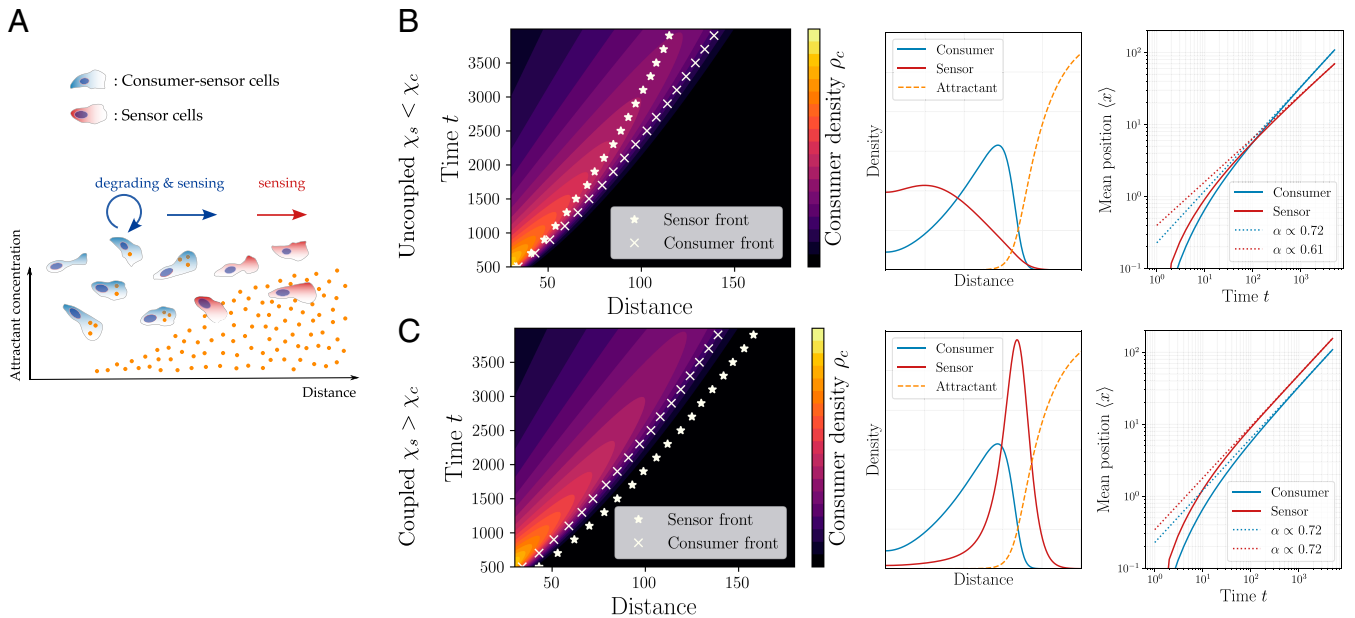 A
: Consumer-sensor cells
: Sensor cells
degrading & sensing
sensing
Attractant concentration
Distance
B
Uncoupled χs < χc
Time t
3500
3000
2500
2000
1500
1000
500
50
100
150
Distance
Sensor front
Consumer front
Consumer density ρc
Consumer
Sensor
Attractant
Density
Distance
Mean position ⟨x⟩
10²
10¹
10⁰
10⁻¹
10⁰
10¹
10²
10³
Time t
Consumer
Sensor
α ∝ 0.72
α ∝ 0.61
C
Coupled χs > χc
Time t
3500
3000
2500
2000
1500
1000
500
50
100
150
Distance
Sensor front
Consumer front
Consumer density ρc
Consumer
Sensor
Attractant
Density
Distance
Mean position ⟨x⟩
10²
10¹
10⁰
10⁻¹
10⁰
10¹
10²
10³
Time t
Consumer
Sensor
α ∝ 0.72
α ∝ 0.72